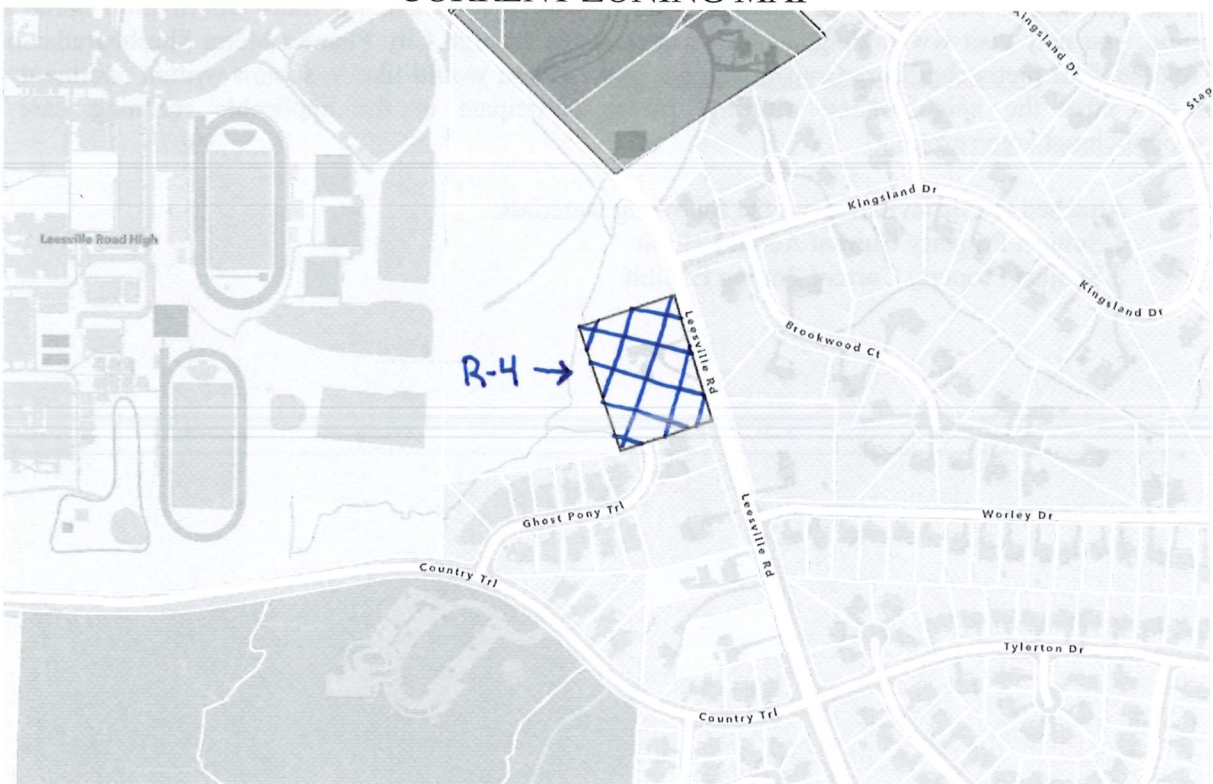 CURRENT ZONING MAP
Kingsland Dr
Kingsland Dr
Leesville Road High
Kingsland Dr
Brookwood Ct
Leesville Rd
R-4 →
Ghost Pony Trl
Leesville Rd
Worley Dr
Country Trl
Tylerton Dr
Country Trl